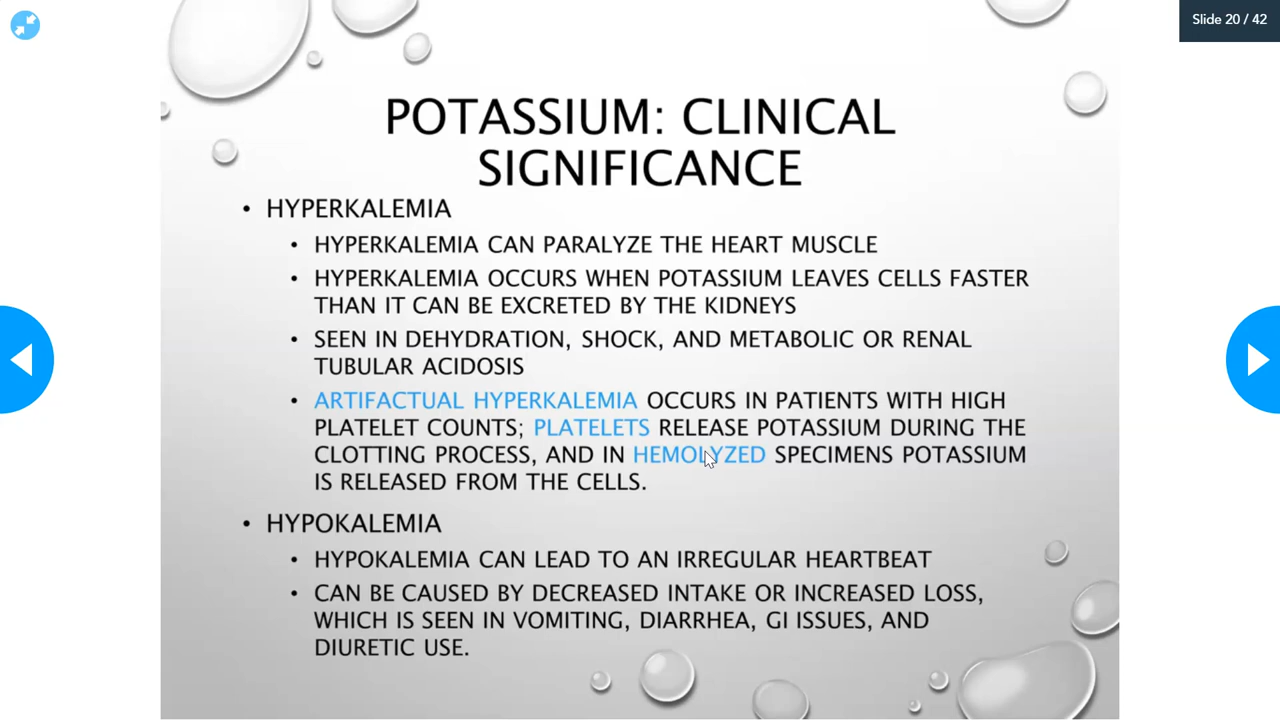 Slide 20 / 42
POTASSIUM: CLINICAL
SIGNIFICANCE
• HYPERKALEMIA
• HYPERKALEMIA CAN PARALYZE THE HEART MUSCLE
• HYPERKALEMIA OCCURS WHEN POTASSIUM LEAVES CELLS FASTER
THAN IT CAN BE EXCRETED BY THE KIDNEYS
• SEEN IN DEHYDRATION, SHOCK, AND METABOLIC OR RENAL
TUBULAR ACIDOSIS
• ARTIFACTUAL HYPERKALEMIA OCCURS IN PATIENTS WITH HIGH
PLATELET COUNTS; PLATELETS RELEASE POTASSIUM DURING THE
CLOTTING PROCESS, AND IN HEMOLYZED SPECIMENS POTASSIUM
IS RELEASED FROM THE CELLS.
• HYPOKALEMIA
• HYPOKALEMIA CAN LEAD TO AN IRREGULAR HEARTBEAT
• CAN BE CAUSED BY DECREASED INTAKE OR INCREASED LOSS,
WHICH IS SEEN IN VOMITING, DIARRHEA, GI ISSUES, AND
DIURETIC USE.